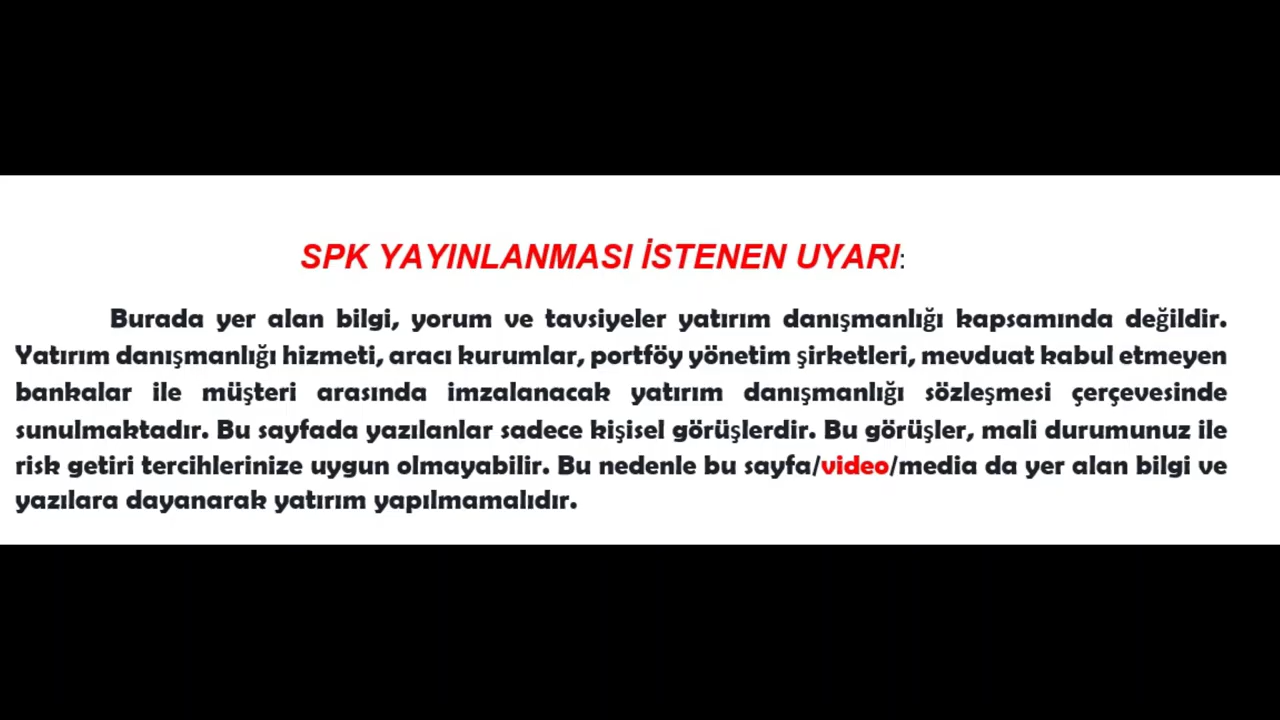 SPK YAYINLANMASI İSTENEN UYARI:
Burada yer alan bilgi, yorum ve tavsiyeler yatırım danışmanlığı kapsamında değildir.
Yatırım danışmanlığı hizmeti, aracı kurumlar, portföy yönetim şirketleri, mevduat kabul etmeyen
bankalar ile müşteri arasında imzalanacak yatırım danışmanlığı sözleşmesi çerçevesinde
sunulmaktadır. Bu sayfada yazılanlar sadece kişisel görüşlerdir. Bu görüşler, mali durumunuz ile
risk getiri tercihlerinize uygun olmayabilir. Bu nedenle bu sayfa/video/media da yer alan bilgi ve
yazılara dayanarak yatırım yapılmamalıdır.